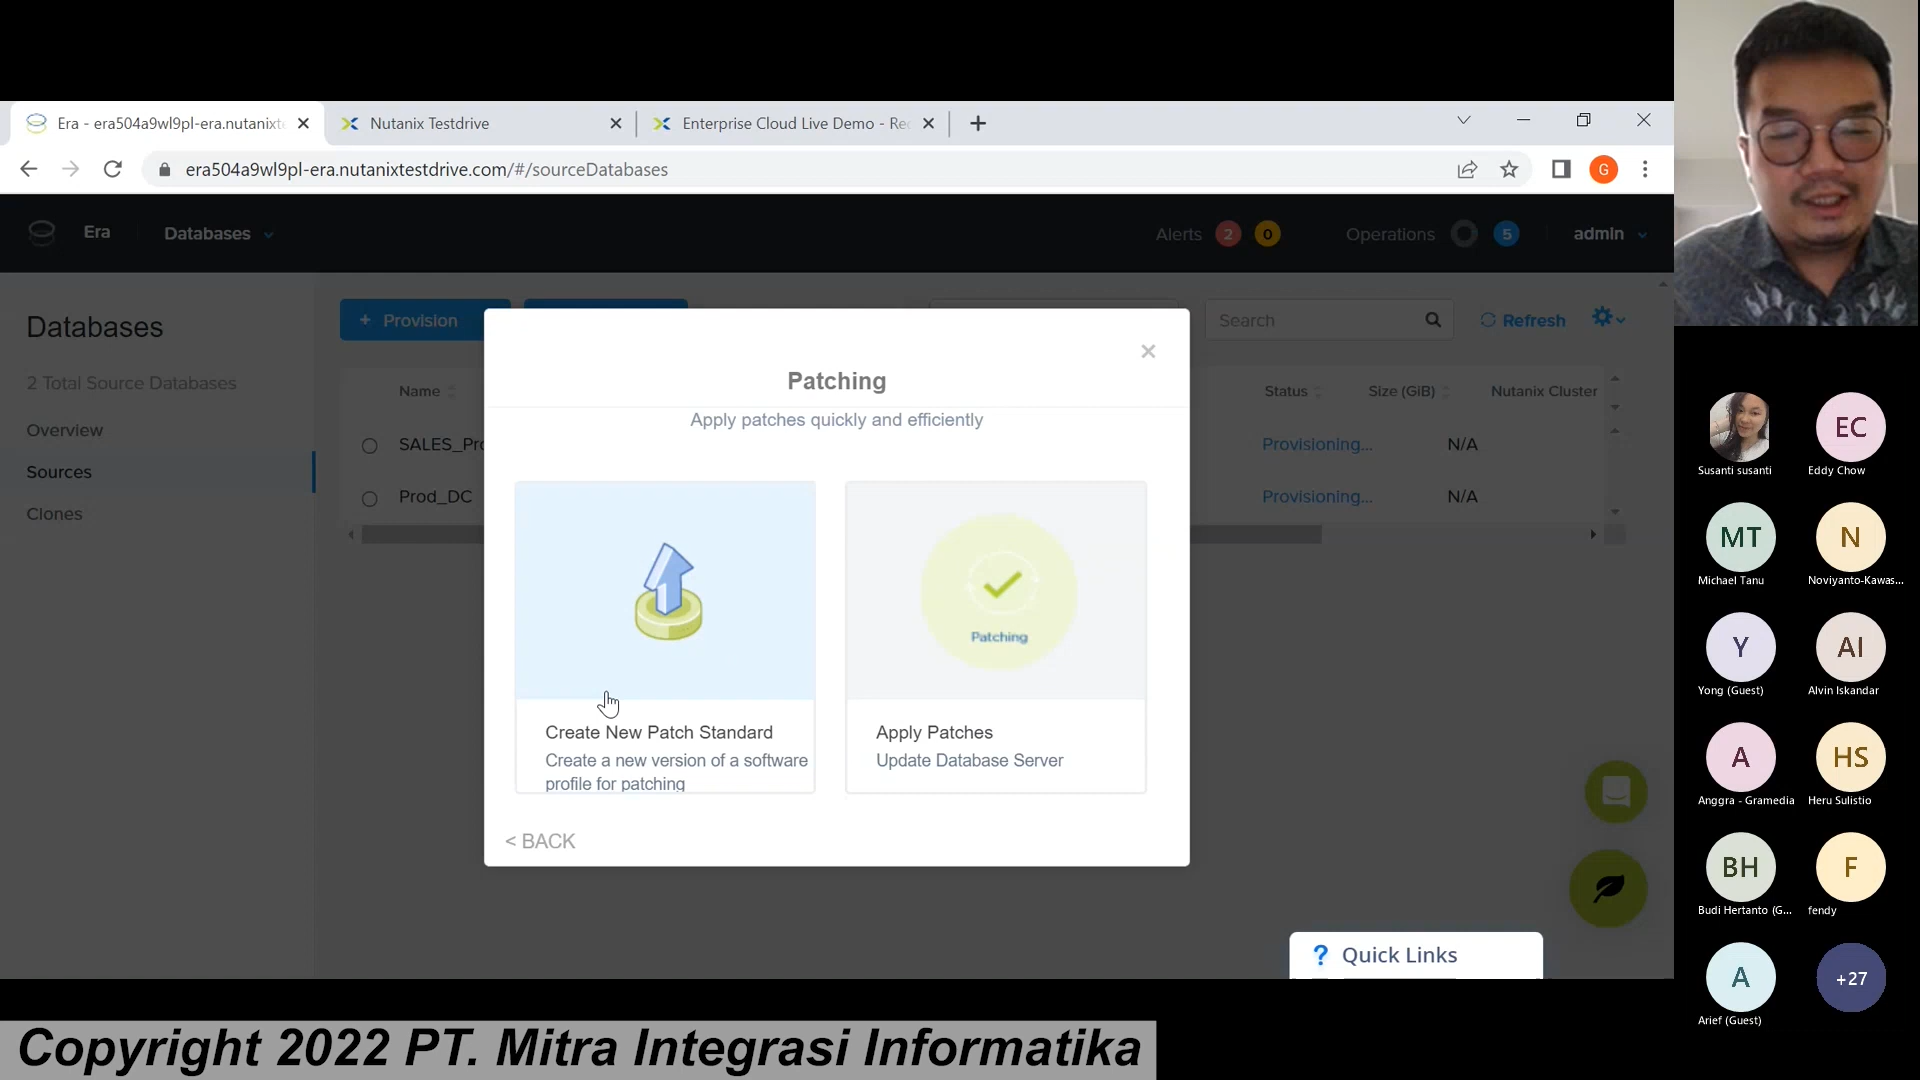 Era - era504a9wl9pl-era.nutanixte
Nutanix Testdrive
Enterprise Cloud Live Demo - Rec
era504a9wl9pl-era.nutanixtestdrive.com/#/sourceDatabases
G
Era
Databases
Alerts 2 0
Operations 5
admin
Databases
2 Total Source Databases
Overview
Sources
Clones
+ Provision
Search
Refresh
Name
Status
Size (GiB)
Nutanix Cluster
SALES_Pro
Provisioning...
N/A
Prod_DC
Provisioning...
N/A
Patching
Apply patches quickly and efficiently
Patching
Create New Patch Standard
Create a new version of a software
profile for patching
Apply Patches
Update Database Server
< BACK
? Quick Links
Susanti susanti
EC
Eddy Chow
MT
Michael Tanu
N
Noviyanto-Kawas...
Y
Yong (Guest)
AI
Alvin Iskandar
A
Anggra - Gramedia
HS
Heru Sulistio
BH
Budi Hertanto (G...
F
fendy
A
Arief (Guest)
+27
Copyright 2022 PT. Mitra Integrasi Informatika